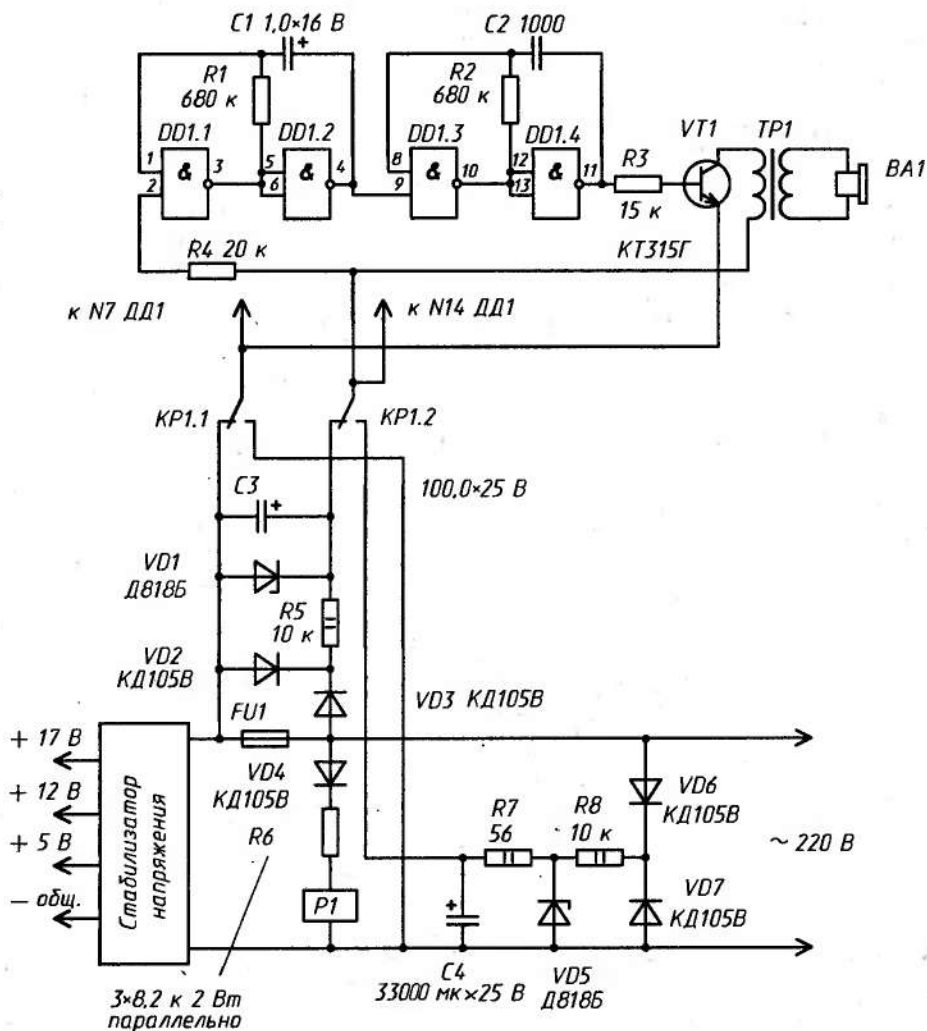 C1 1,0×16 В
+
C2 1000
R1
680 к
R2
680 к
DD1.1
DD1.2
DD1.3
DD1.4
VT1
TP1
1
2
&
3
5
6
&
4
8
9
&
10
12
13
&
11
R3
15 к
BA1
КТ315Г
R4 20 к
к N7 ДД1
к N14 ДД1
КР1.1
КР1.2
100,0×25 В
C3
+
VD1
Д818Б
R5
10 к
VD2
КД105В
VD3 КД105В
FU1
+ 17 В
+ 12 В
+ 5 В
— общ.
Стабилизатор
напряжения
VD4
КД105В
R6
Р1
R7
56
R8
10 к
VD6
КД105В
~ 220 В
VD7
КД105В
+
C4
33000 мк×25 В
VD5
Д818Б
3×8,2 к 2 Вт
параллельно